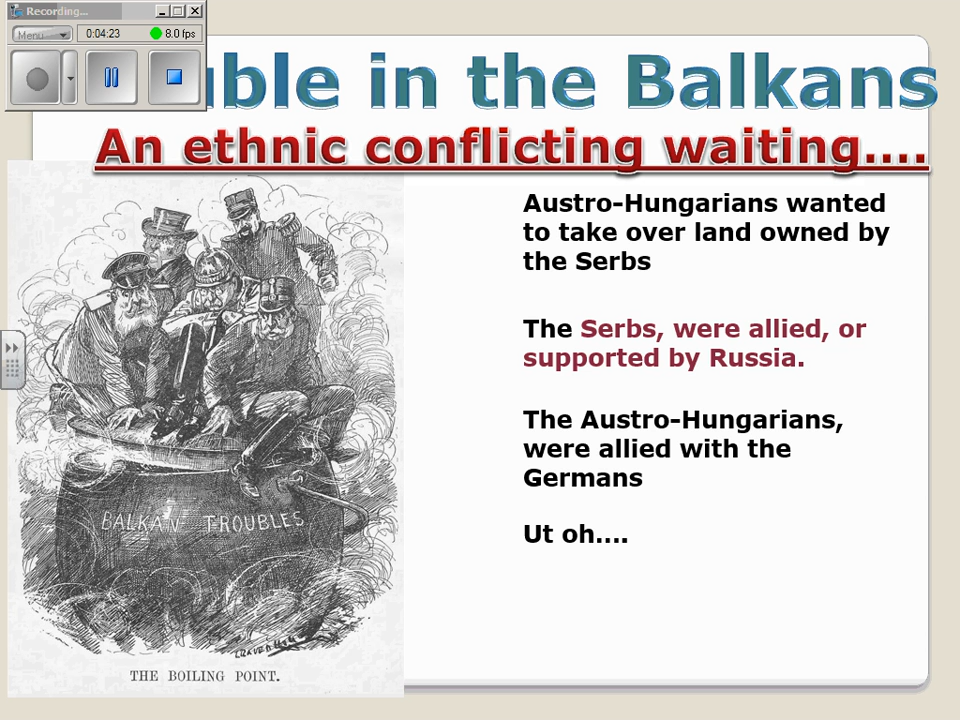 Recording...
Menu
0:04:23
8.0 fps
uble in the Balkans
An ethnic conflicting waiting....
Austro-Hungarians wanted
to take over land owned by
the Serbs
The Serbs, were allied, or
supported by Russia.
The Austro-Hungarians,
were allied with the
Germans
Ut oh....
BALKAN TROUBLES
THE BOILING POINT.